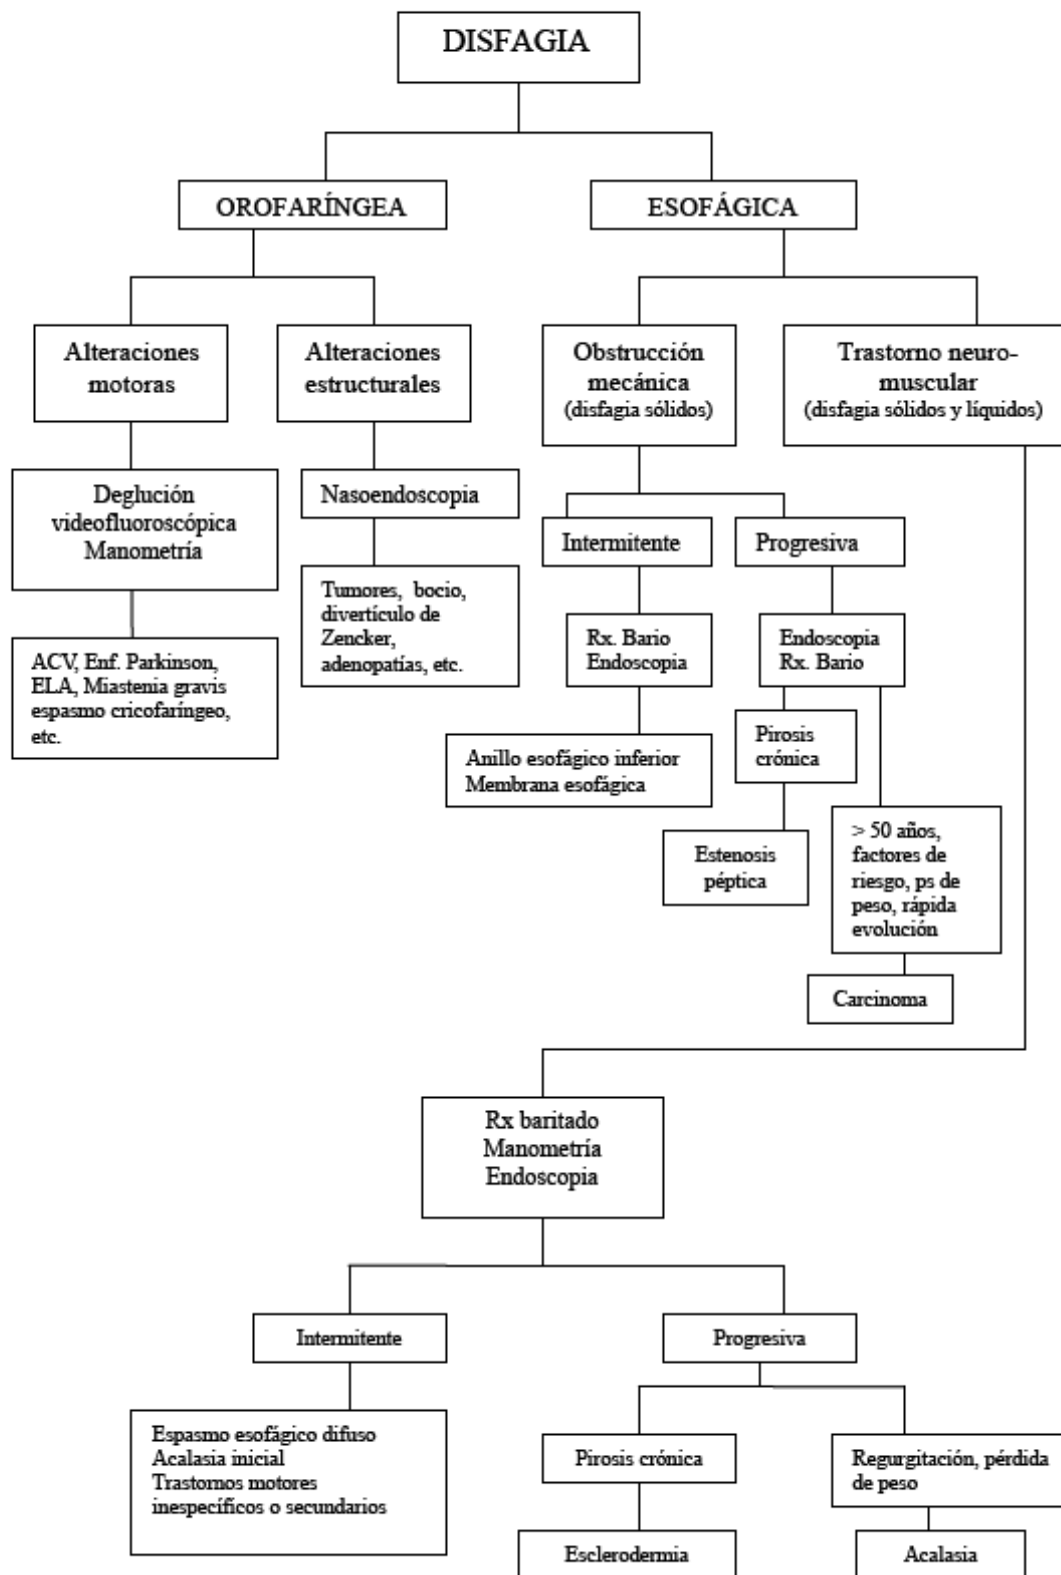 DISFAGIA
OROFARÍNGEA
ESOFÁGICA
Alteraciones
motoras
Alteraciones
estructurales
Obstrucción
mecánica
(disfagia sólidos)
Trastorno neuro-
muscular
(disfagia sólidos y líquidos)
Deglución
videofluoroscópica
Manometría
Nasoendoscopia
Intermitente
Progresiva
Tumores, bocio,
divertículo de
Zencker,
adenopatías, etc.
Rx. Bario
Endoscopia
Endoscopia
Rx. Bario
ACV, Enf. Parkinson,
ELA, Miastenia gravis
espasmo cricofaríngeo,
etc.
Anillo esofágico inferior
Membrana esofágica
Pirosis
crónica
Estenosis
péptica
> 50 años,
factores de
riesgo, ps de
peso, rápida
evolución
Carcinoma
Rx baritado
Manometría
Endoscopia
Intermitente
Progresiva
Espasmo esofágico difuso
Acalasia inicial
Trastornos motores
inespecíficos o secundarios
Pirosis crónica
Regurgitación, pérdida
de peso
Esclerodermia
Acalasia